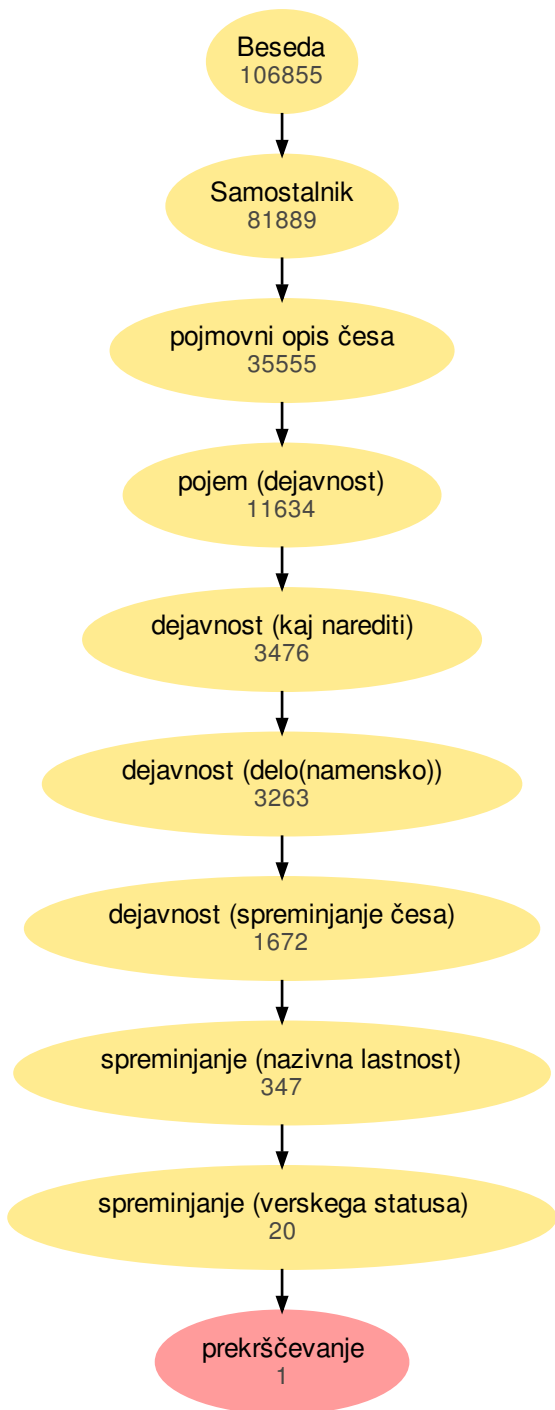 Beseda
106855
Samostalnik
81889
pojmovni opis česa
35555
pojem (dejavnost)
11634
dejavnost (kaj narediti)
3476
dejavnost (delo(namensko))
3263
dejavnost (spreminjanje česa)
1672
spreminjanje (nazivna lastnost)
347
spreminjanje (verskega statusa)
20
prekrščevanje
1